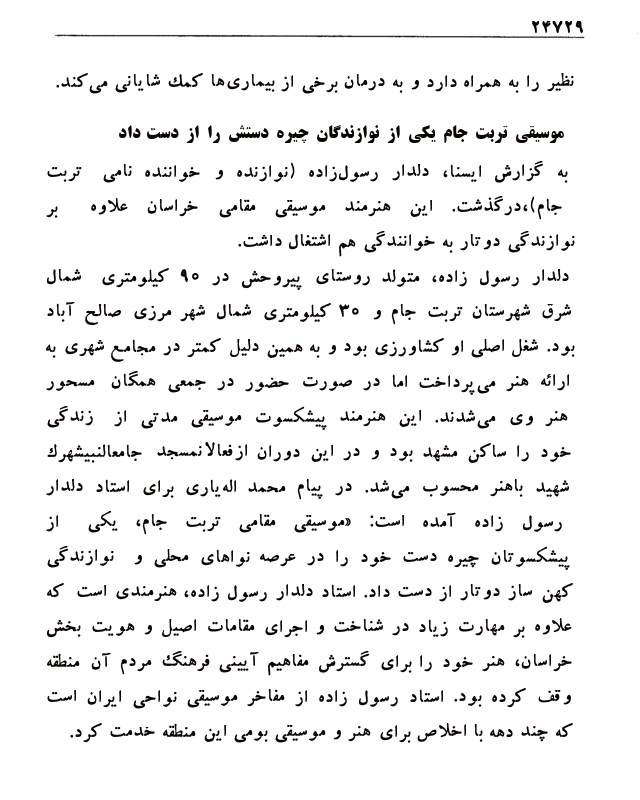 ۲۴۷۲۹
نظیر را به همراه دارد و به درمان برخی از بیماری‌ها کمك شایانی می‌کند.
موسیقی تربت جام یکی از نوازندگان چیره دستش را از دست داد
به گزارش ایسنا، دلدار رسول‌زاده (نوازنده و خواننده نامی تربت
جام)،درگذشت. این هنرمند موسیقی مقامی خراسان علاوه بر
نوازندگی دوتار به خوانندگی هم اشتغال داشت.
دلدار رسول زاده، متولد روستای پیروحش در ۹۰ کیلومتری شمال
شرق شهرستان تربت جام و ۳۰ کیلومتری شمال شهر مرزی صالح آباد
بود. شغل اصلی او کشاورزی بود و به همین دلیل کمتر در مجامع شهری به
ارائه هنر می‌پرداخت اما در صورت حضور در جمعی همگان مسحور
هنر وی می‌شدند. این هنرمند پیشکسوت موسیقی مدتی از زندگی
خود را ساکن مشهد بود و در این دوران ازفعالانمسجد جامعالنبیشهرك
شهید باهنر محسوب می‌شد. در پیام محمد اله‌یاری برای استاد دلدار
رسول زاده آمده است: «موسیقی مقامی تربت جام، یکی از
پیشکسوتان چیره دست خود را در عرصه نواهای محلی و نوازندگی
کهن ساز دوتار از دست داد. استاد دلدار رسول زاده، هنرمندی است که
علاوه بر مهارت زیاد در شناخت و اجرای مقامات اصیل و هویت بخش
خراسان، هنر خود را برای گسترش مفاهیم آیینی فرهنگ مردم آن منطقه
وقف کرده بود. استاد رسول زاده از مفاخر موسیقی نواحی ایران است
که چند دهه با اخلاص برای هنر و موسیقی بومی این منطقه خدمت کرد.